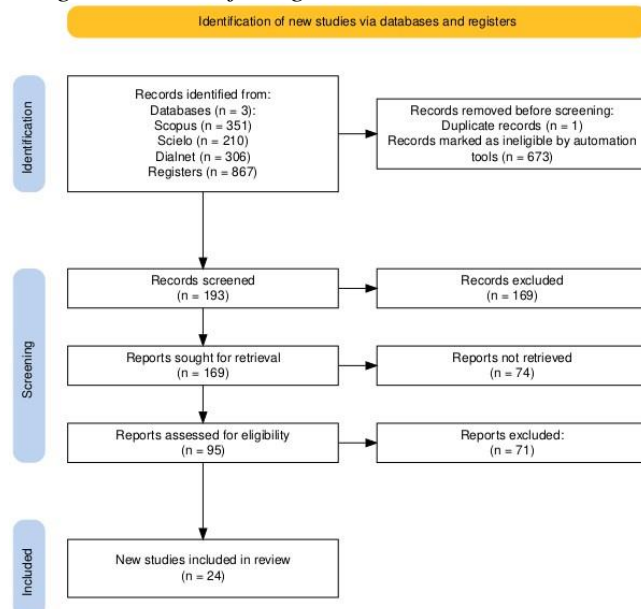 Identification of new studies via databases and registers
Identification
Records identified from:
Databases (n = 3):
Scopus (n = 351)
Scielo (n = 210)
Dialnet (n = 306)
Registers (n = 867)
Records removed before screening:
Duplicate records (n = 1)
Records marked as ineligible by automation
tools (n = 673)
Screening
Records screened
(n = 193)
Records excluded
(n = 169)
Reports sought for retrieval
(n = 169)
Reports not retrieved
(n = 74)
Reports assessed for eligibility
(n = 95)
Reports excluded:
(n = 71)
Included
New studies included in review
(n = 24)